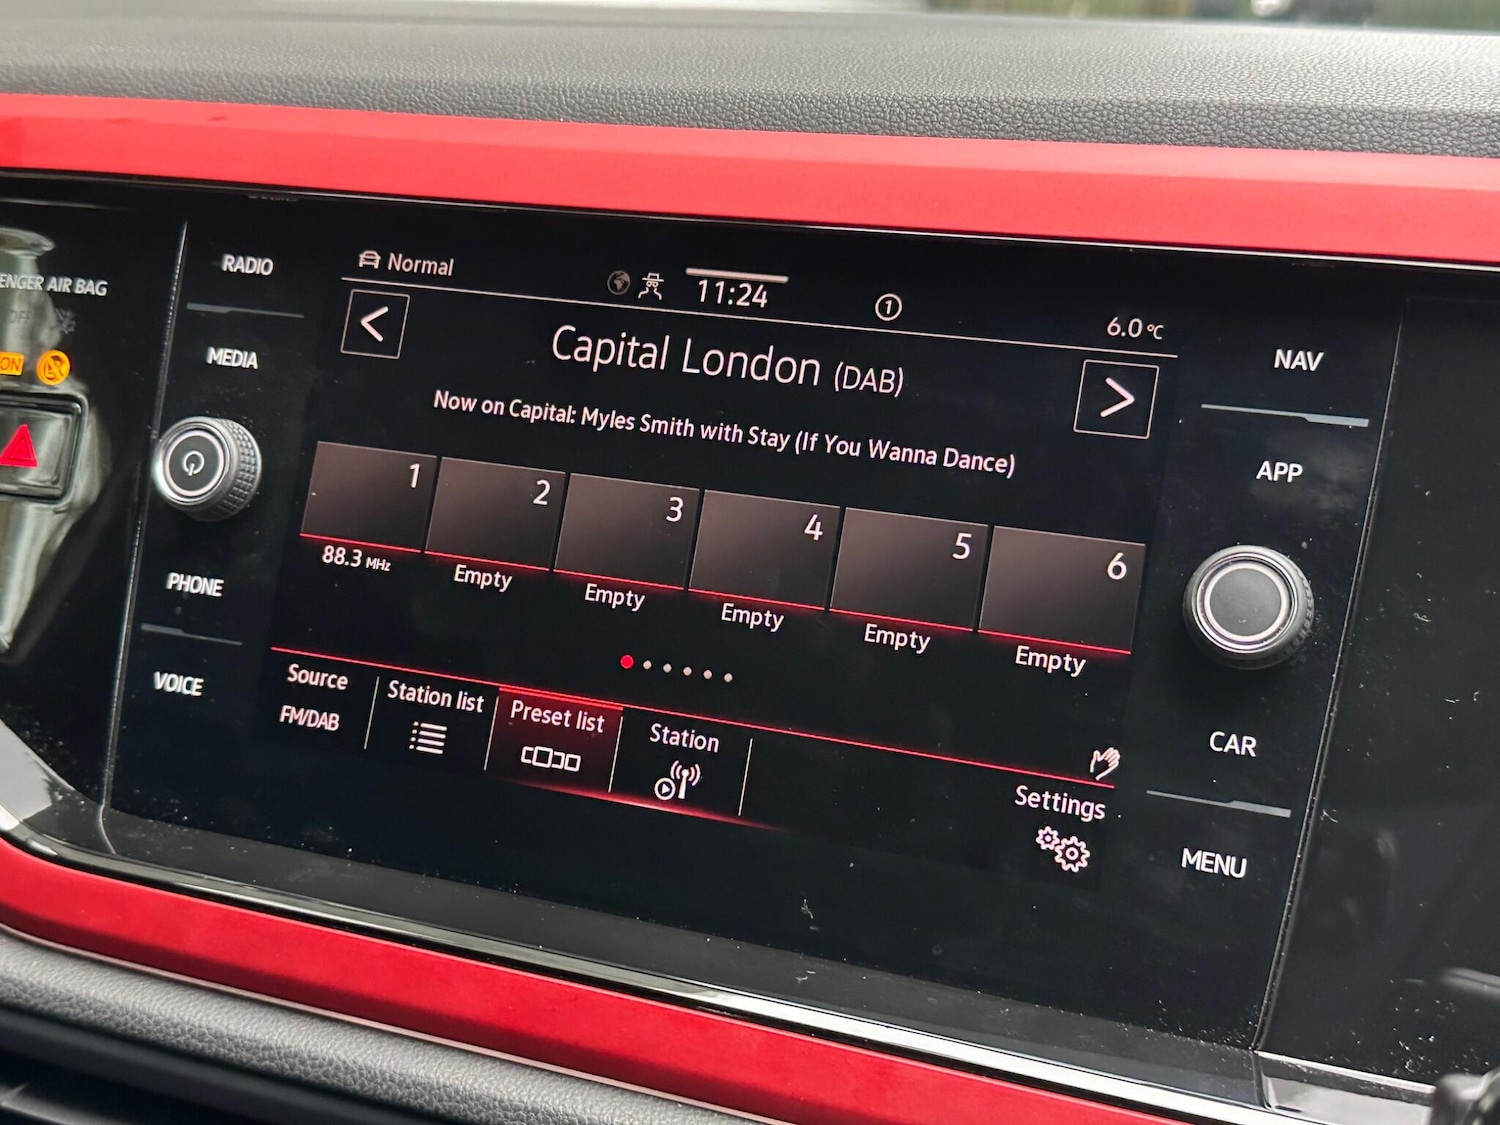 ENGER AIR BAG
OFF
ON
RADIO
MEDIA
PHONE
VOICE
Normal
11:24
1
6.0 °C
Capital London (DAB)
Now on Capital: Myles Smith with Stay (If You Wanna Dance)
1 2 3 4 5 6
88.3 MHz Empty Empty Empty Empty Empty
Source
FM/DAB
Station list
Preset list
Station
Settings
NAV
APP
CAR
MENU